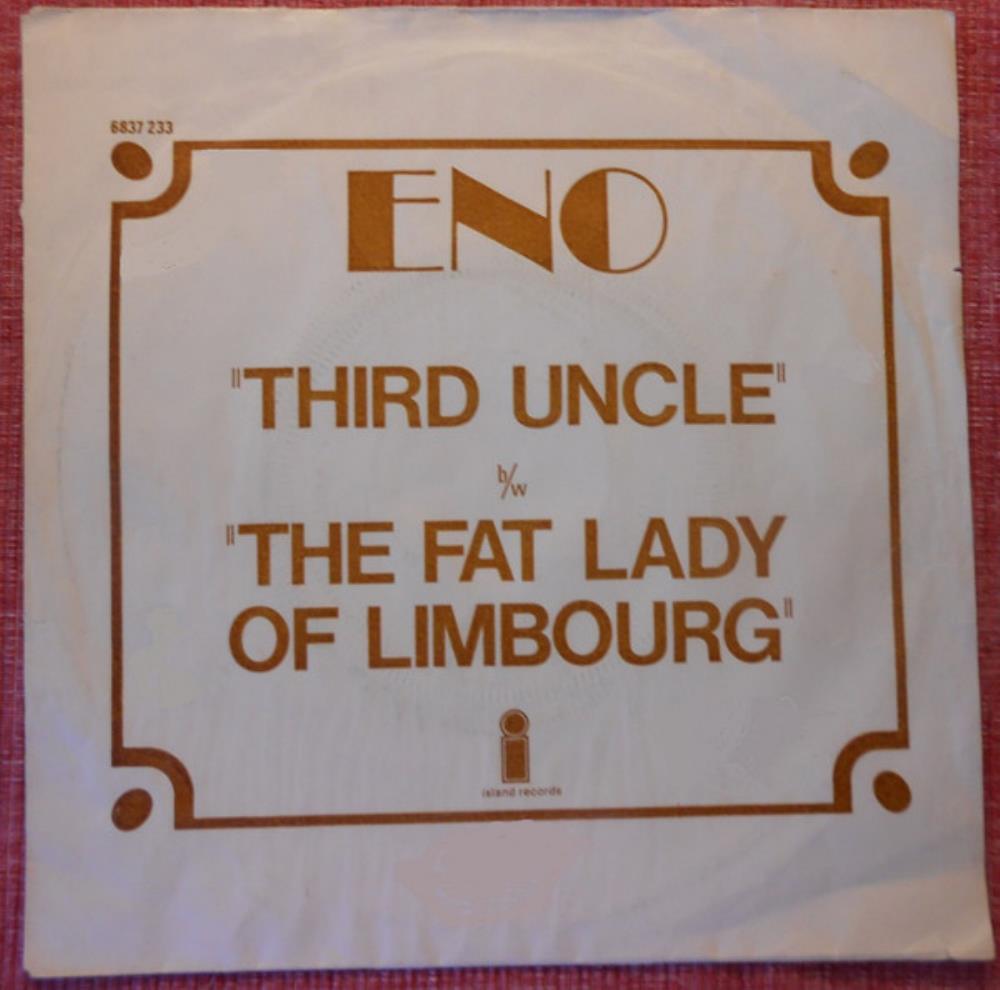 6837 233
ENO
"THIRD UNCLE"
b/w
"THE FAT LADY
OF LIMBOURG"
i
island records